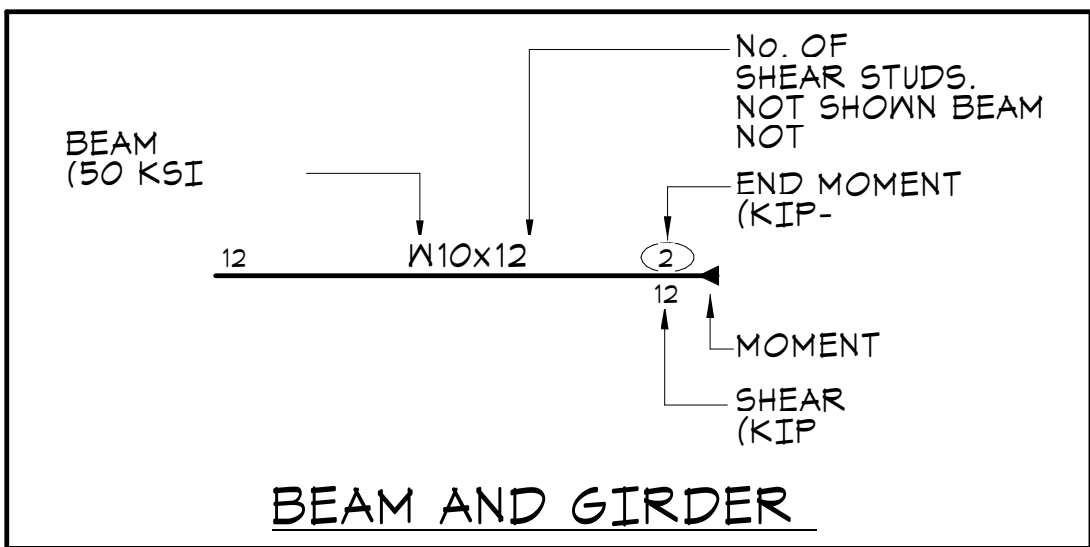 NO. OF
SHEAR STUDS.
NOT SHOWN BEAM
NOT
BEAM
(50 KSI
END MOMENT
(KIP-
12
W10x12
2
12
MOMENT
SHEAR
(KIP
BEAM AND GIRDER